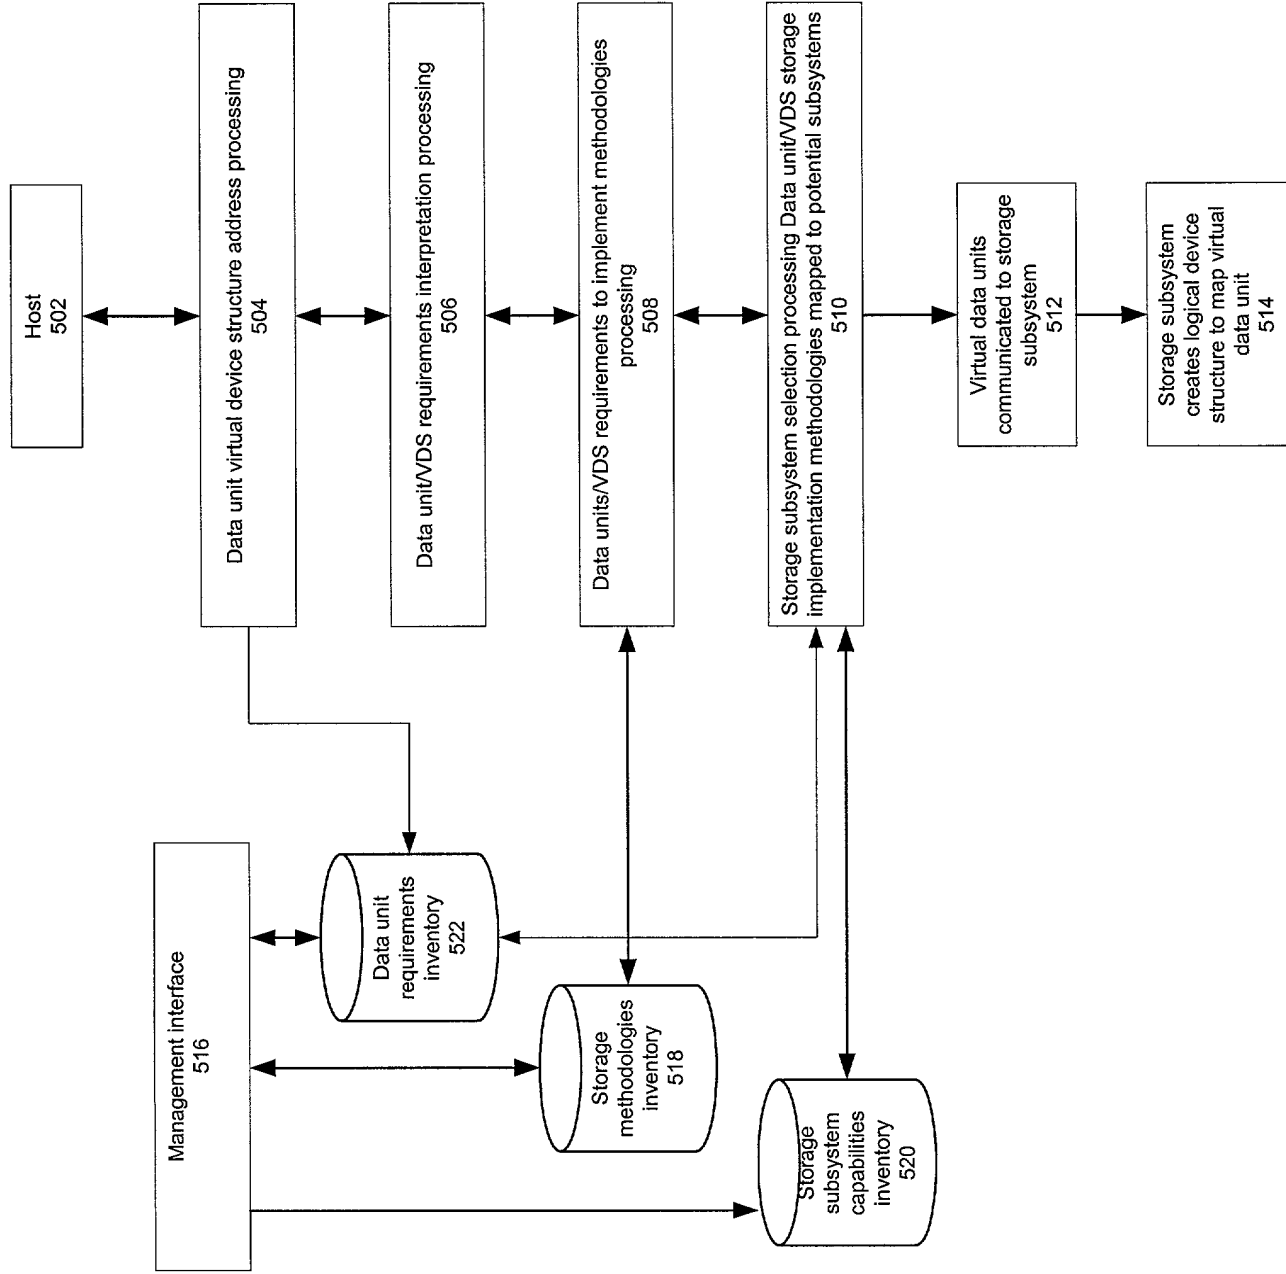 Host
502
Data unit virtual device structure address processing
504
Data unit/VDS requirements interpretation processing
506
Data units/VDS requirements to implement methodologies
processing
508
Storage subsystem selection processing Data unit/VDS storage
implementation methodologies mapped to potential subsystems
510
Virtual data units
communicated to storage
subsystem
512
Storage subsystem
creates logical device
structure to map virtual
data unit
514
Management interface
516
Data unit
requirements
inventory
522
Storage
methodologies
inventory
518
Storage
subsystem
capabilities
inventory
520